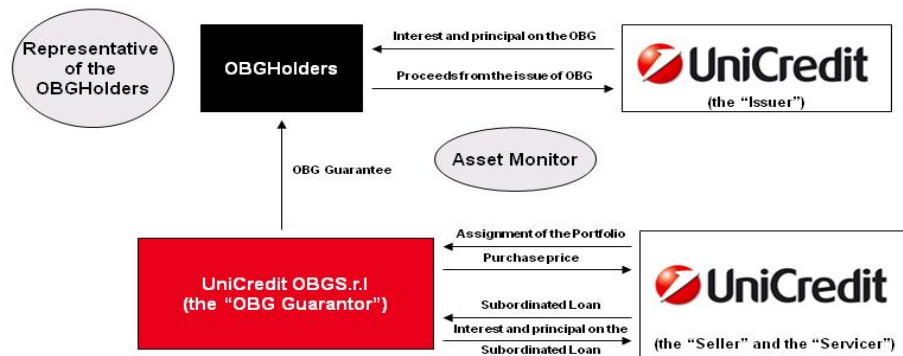 Representative
of the
OBGHolders
OBGHolders
Interest and principal on the OBG
Proceeds from the issue of OBG
UniCredit
(the “Issuer”)
OBG Guarantee
Asset Monitor
UniCredit OBGS.r.l
(the “OBG Guarantor”)
Assignment of the Portfolio
Purchase price
Subordinated Loan
Interest and principal on the
Subordinated Loan
UniCredit
(the “Seller” and the “Servicer”)